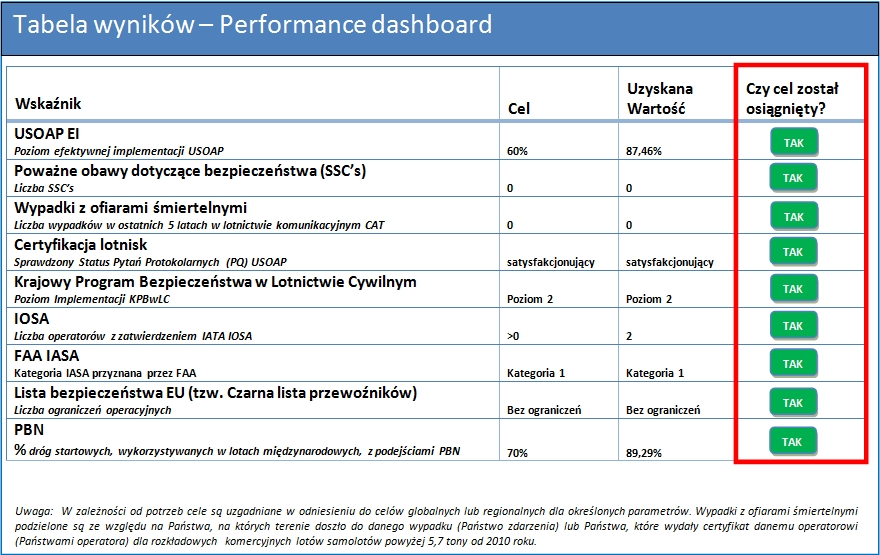 Tabela wyników – Performance dashboard
Wskaźnik Cel Uzyskana Wartość Czy cel został osiągnięty?
USOAP EI
Poziom efektywnej implementacji USOAP 60% 87,46% TAK
Poważne obawy dotyczące bezpieczeństwa (SSC’s)
Liczba SSC’s 0 0 TAK
Wypadki z ofiarami śmiertelnymi
Liczba wypadków w ostatnich 5 latach w lotnictwie komunikacyjnym CAT 0 0 TAK
Certyfikacja lotnisk
Sprawdzony Status Pytań Protokolarnych (PQ) USOAP satysfakcjonujący satysfakcjonujący TAK
Krajowy Program Bezpieczeństwa w Lotnictwie Cywilnym
Poziom Implementacji KPBwLC Poziom 2 Poziom 2 TAK
IOSA
Liczba operatorów z zatwierdzeniem IATA IOSA >0 2 TAK
FAA IASA
Kategoria IASA przyznana przez FAA Kategoria 1 Kategoria 1 TAK
Lista bezpieczeństwa EU (tzw. Czarna lista przewoźników)
Liczba ograniczeń operacyjnych Bez ograniczeń Bez ograniczeń TAK
PBN
% dróg startowych, wykorzystywanych w lotach międzynarodowych, z podejściami PBN 70% 89,29% TAK
Uwaga: W zależności od potrzeb cele są uzgadniane w odniesieniu do celów globalnych lub regionalnych dla określonych parametrów. Wypadki z ofiarami śmiertelnymi
podzielone są ze względu na Państwa, na których terenie doszło do danego wypadku (Państwo zdarzenia) lub Państwa, które wydały certyfikat danemu operatorowi
(Państwami operatora) dla rozkładowych komercyjnych lotów samolotów powyżej 5,7 tony od 2010 roku.